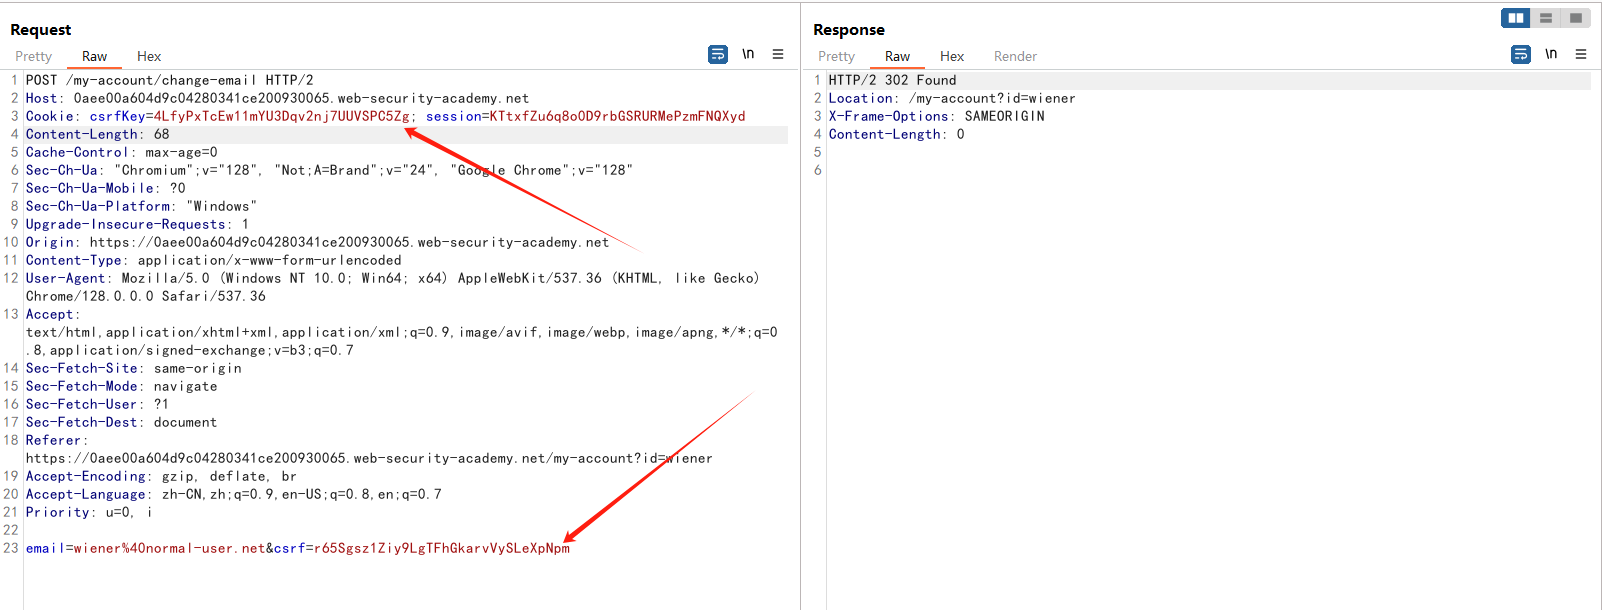 Request
Pretty Raw Hex
\n
1 POST /my-account/change-email HTTP/2
2 Host: 0aee00a604d9c04280341ce200930065.web-security-academy.net
3 Cookie: csrfKey=4LfyPxTcEw11mYU3Dqv2nj7UUVSPC5Zg; session=KTtxfZu6q8oOD9rbGSRURMePzmFNQXyd
4 Content-Length: 68
5 Cache-Control: max-age=0
6 Sec-Ch-Ua: "Chromium";v="128", "Not;A=Brand";v="24", "Google Chrome";v="128"
7 Sec-Ch-Ua-Mobile: ?0
8 Sec-Ch-Ua-Platform: "Windows"
9 Upgrade-Insecure-Requests: 1
10 Origin: https://0aee00a604d9c04280341ce200930065.web-security-academy.net
11 Content-Type: application/x-www-form-urlencoded
12 User-Agent: Mozilla/5.0 (Windows NT 10.0; Win64; x64) AppleWebKit/537.36 (KHTML, like Gecko)
Chrome/128.0.0.0 Safari/537.36
13 Accept:
text/html,application/xhtml+xml,application/xml;q=0.9,image/avif,image/webp,image/apng,*/*;q=0
.8,application/signed-exchange;v=b3;q=0.7
14 Sec-Fetch-Site: same-origin
15 Sec-Fetch-Mode: navigate
16 Sec-Fetch-User: ?1
17 Sec-Fetch-Dest: document
18 Referer:
https://0aee00a604d9c04280341ce200930065.web-security-academy.net/my-account?id=wiener
19 Accept-Encoding: gzip, deflate, br
20 Accept-Language: zh-CN,zh;q=0.9,en-US;q=0.8,en;q=0.7
21 Priority: u=0, i
22
23 email=wiener%40normal-user.net&csrf=r65Sgsz1Ziy9LgTFhGkarvVySLeXpNpm
Response
Pretty Raw Hex Render
\n
1 HTTP/2 302 Found
2 Location: /my-account?id=wiener
3 X-Frame-Options: SAMEORIGIN
4 Content-Length: 0
5
6